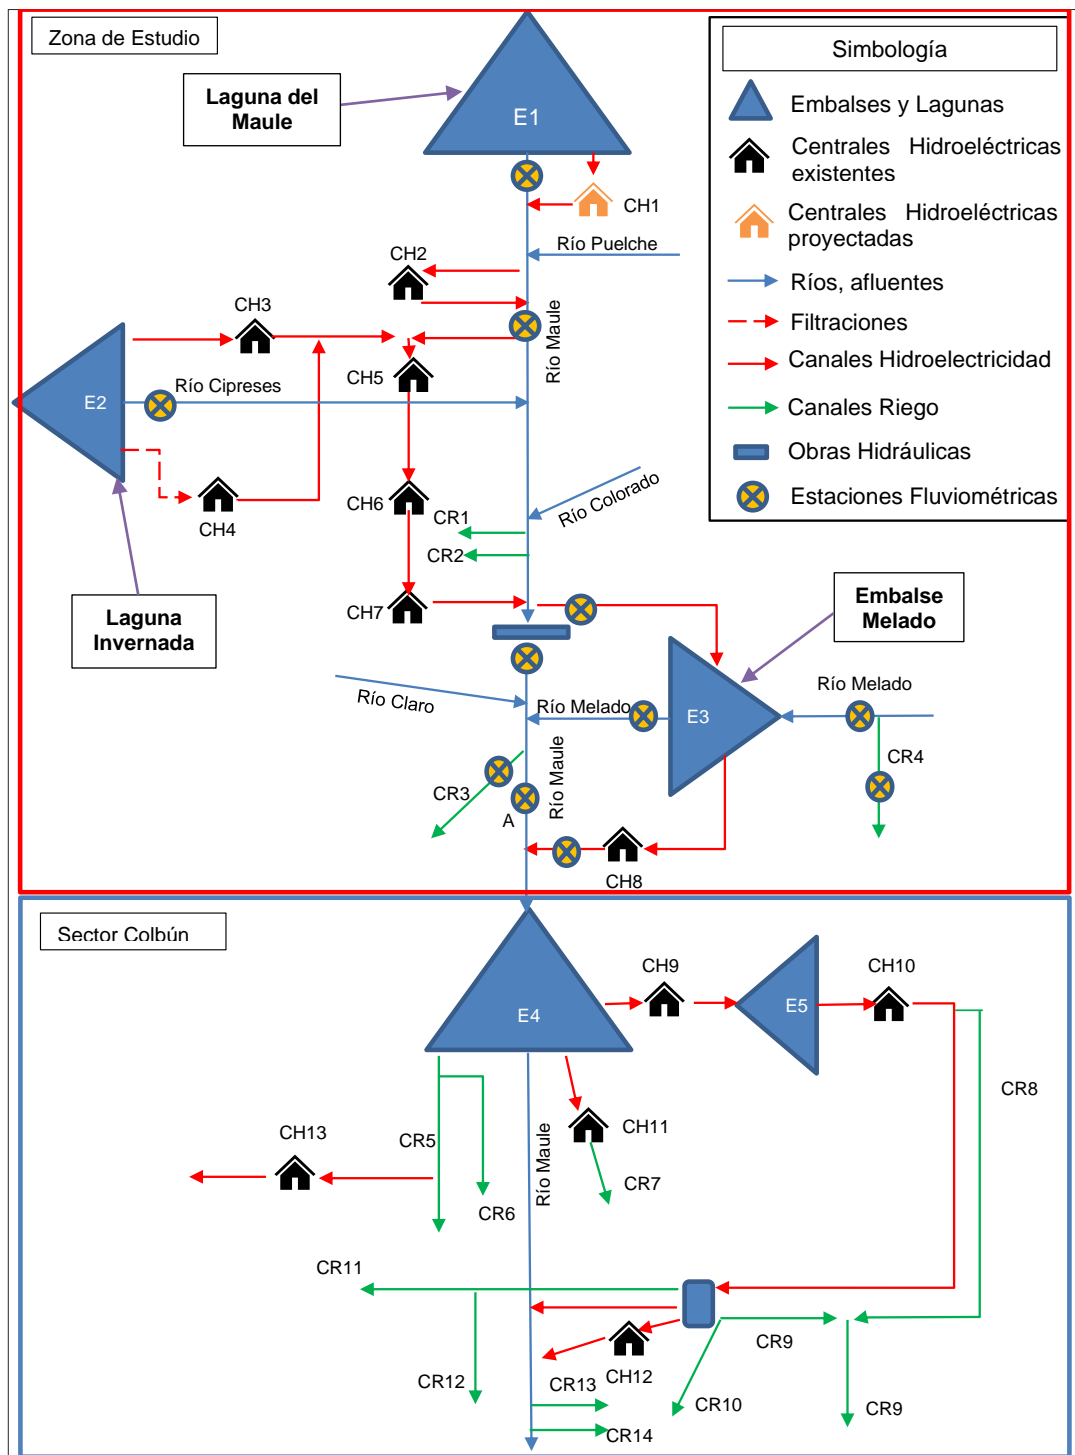 Zona de Estudio
Simbología
Laguna del
Maule
E1
Embalses y Lagunas
Centrales Hidroeléctricas
existentes
CH1
Centrales Hidroeléctricas
proyectadas
Río Puelche
CH2
Ríos, afluentes
CH3
Río Maule
Filtraciones
Canales Hidroelectricidad
CH5
Río Cipreses
E2
Canales Riego
Obras Hidráulicas
Río Colorado
Estaciones Fluviométricas
CH6
CR1
CH4
CR2
Laguna
Invernada
CH7
Embalse
Melado
Río Claro
Río Melado
E3
Río Melado
CR4
CR3
Río Maule
A
CH8
Sector Colbún
CH9
CH10
E4
E5
CR8
CH13
CR5
CH11
Río Maule
CR7
CR6
CR11
CR9
CH12
CR12
CR13
CR10
CR9
CR14